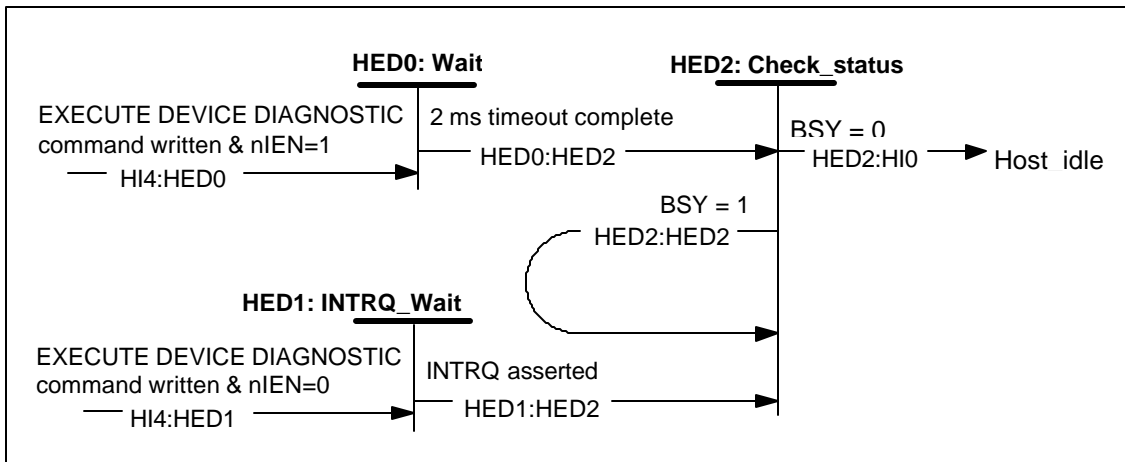 HED0: Wait
HED2: Check_status
EXECUTE DEVICE DIAGNOSTIC
command written & nIEN=1
HI4:HED0
2 ms timeout complete
HED0:HED2
BSY = 0
HED2:HI0
Host_idle
BSY = 1
HED2:HED2
HED1: INTRQ_Wait
EXECUTE DEVICE DIAGNOSTIC
command written & nIEN=0
HI4:HED1
INTRQ asserted
HED1:HED2